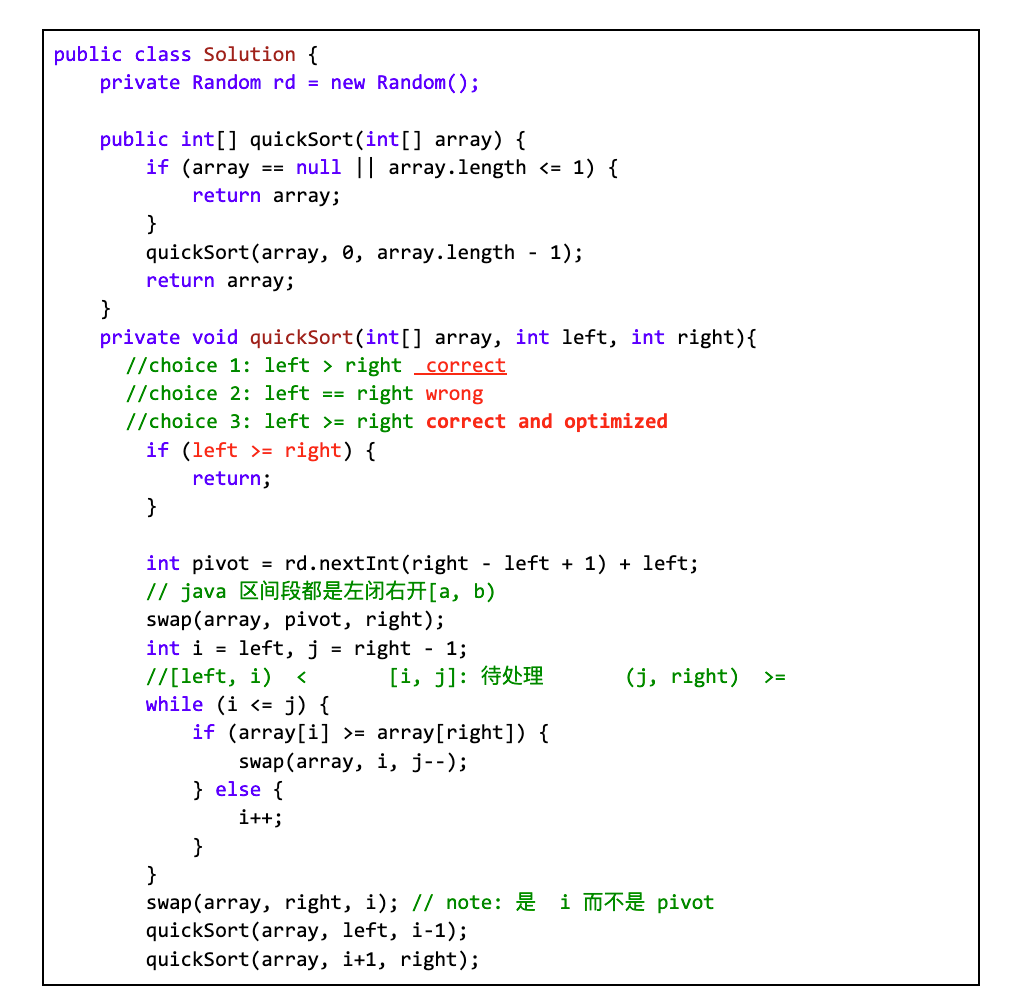 public class Solution {
    private Random rd = new Random();
    public int[] quickSort(int[] array) {
        if (array == null || array.length <= 1) {
            return array;
        }
        quickSort(array, 0, array.length - 1);
        return array;
    }
    private void quickSort(int[] array, int left, int right){
      //choice 1: left > right  correct
      //choice 2: left == right wrong
      //choice 3: left >= right correct and optimized
        if (left >= right) {
            return;
        }
        int pivot = rd.nextInt(right - left + 1) + left;
        // java 区间段都是左闭右开[a, b)
        swap(array, pivot, right);
        int i = left, j = right - 1;
        //[left, i)  <       [i, j]: 待处理       (j, right)  >=
        while (i <= j) {
            if (array[i] >= array[right]) {
                swap(array, i, j--);
            } else {
                i++;
            }
        }
        swap(array, right, i); // note: 是  i 而不是 pivot
        quickSort(array, left, i-1);
        quickSort(array, i+1, right);